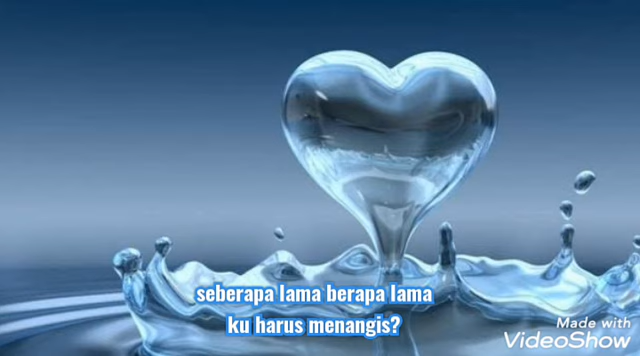 seberapa lama berapa lama
ku harus menangis?
Made with
VideoShow